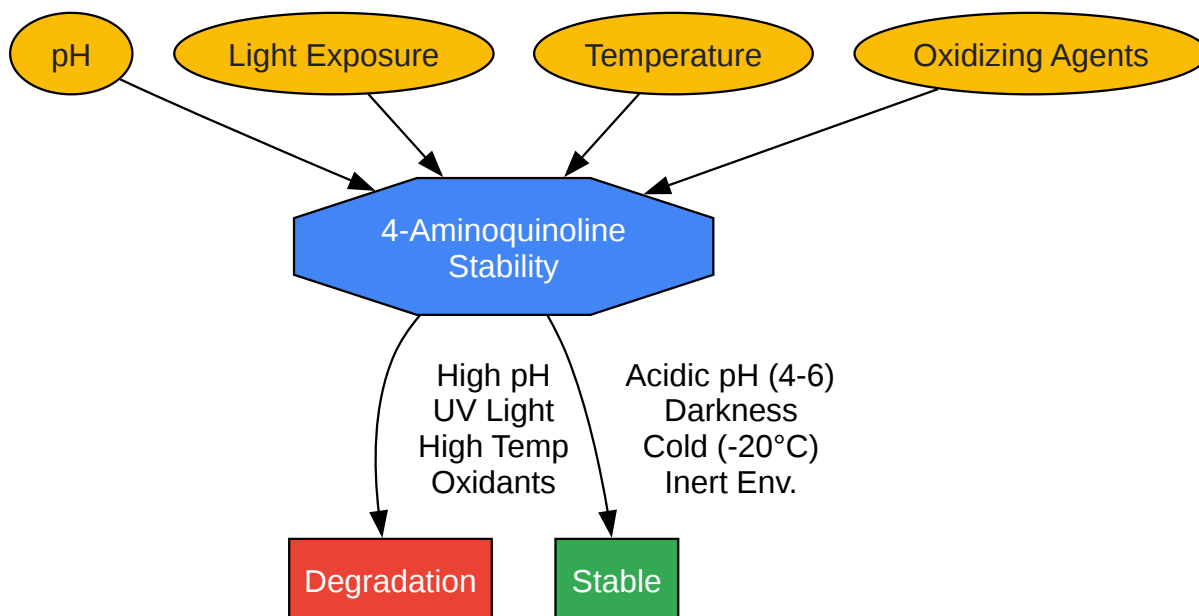 pH
Light Exposure
Temperature
Oxidizing Agents
4-Aminoquinoline
Stability
High pH
UV Light
High Temp
Oxidants
Acidic pH (4-6)
Darkness
Cold (-20°C)
Inert Env.
Degradation
Stable